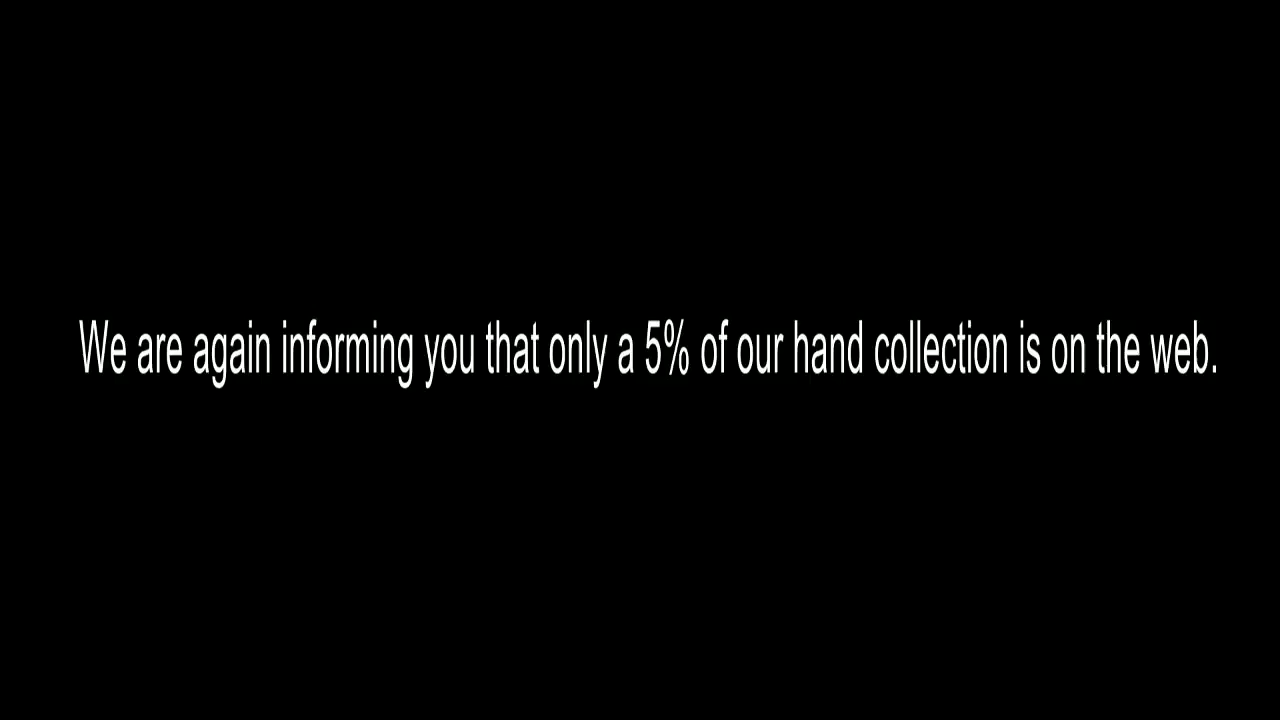 We are again informing you that only a 5% of our hand collection is on the web.